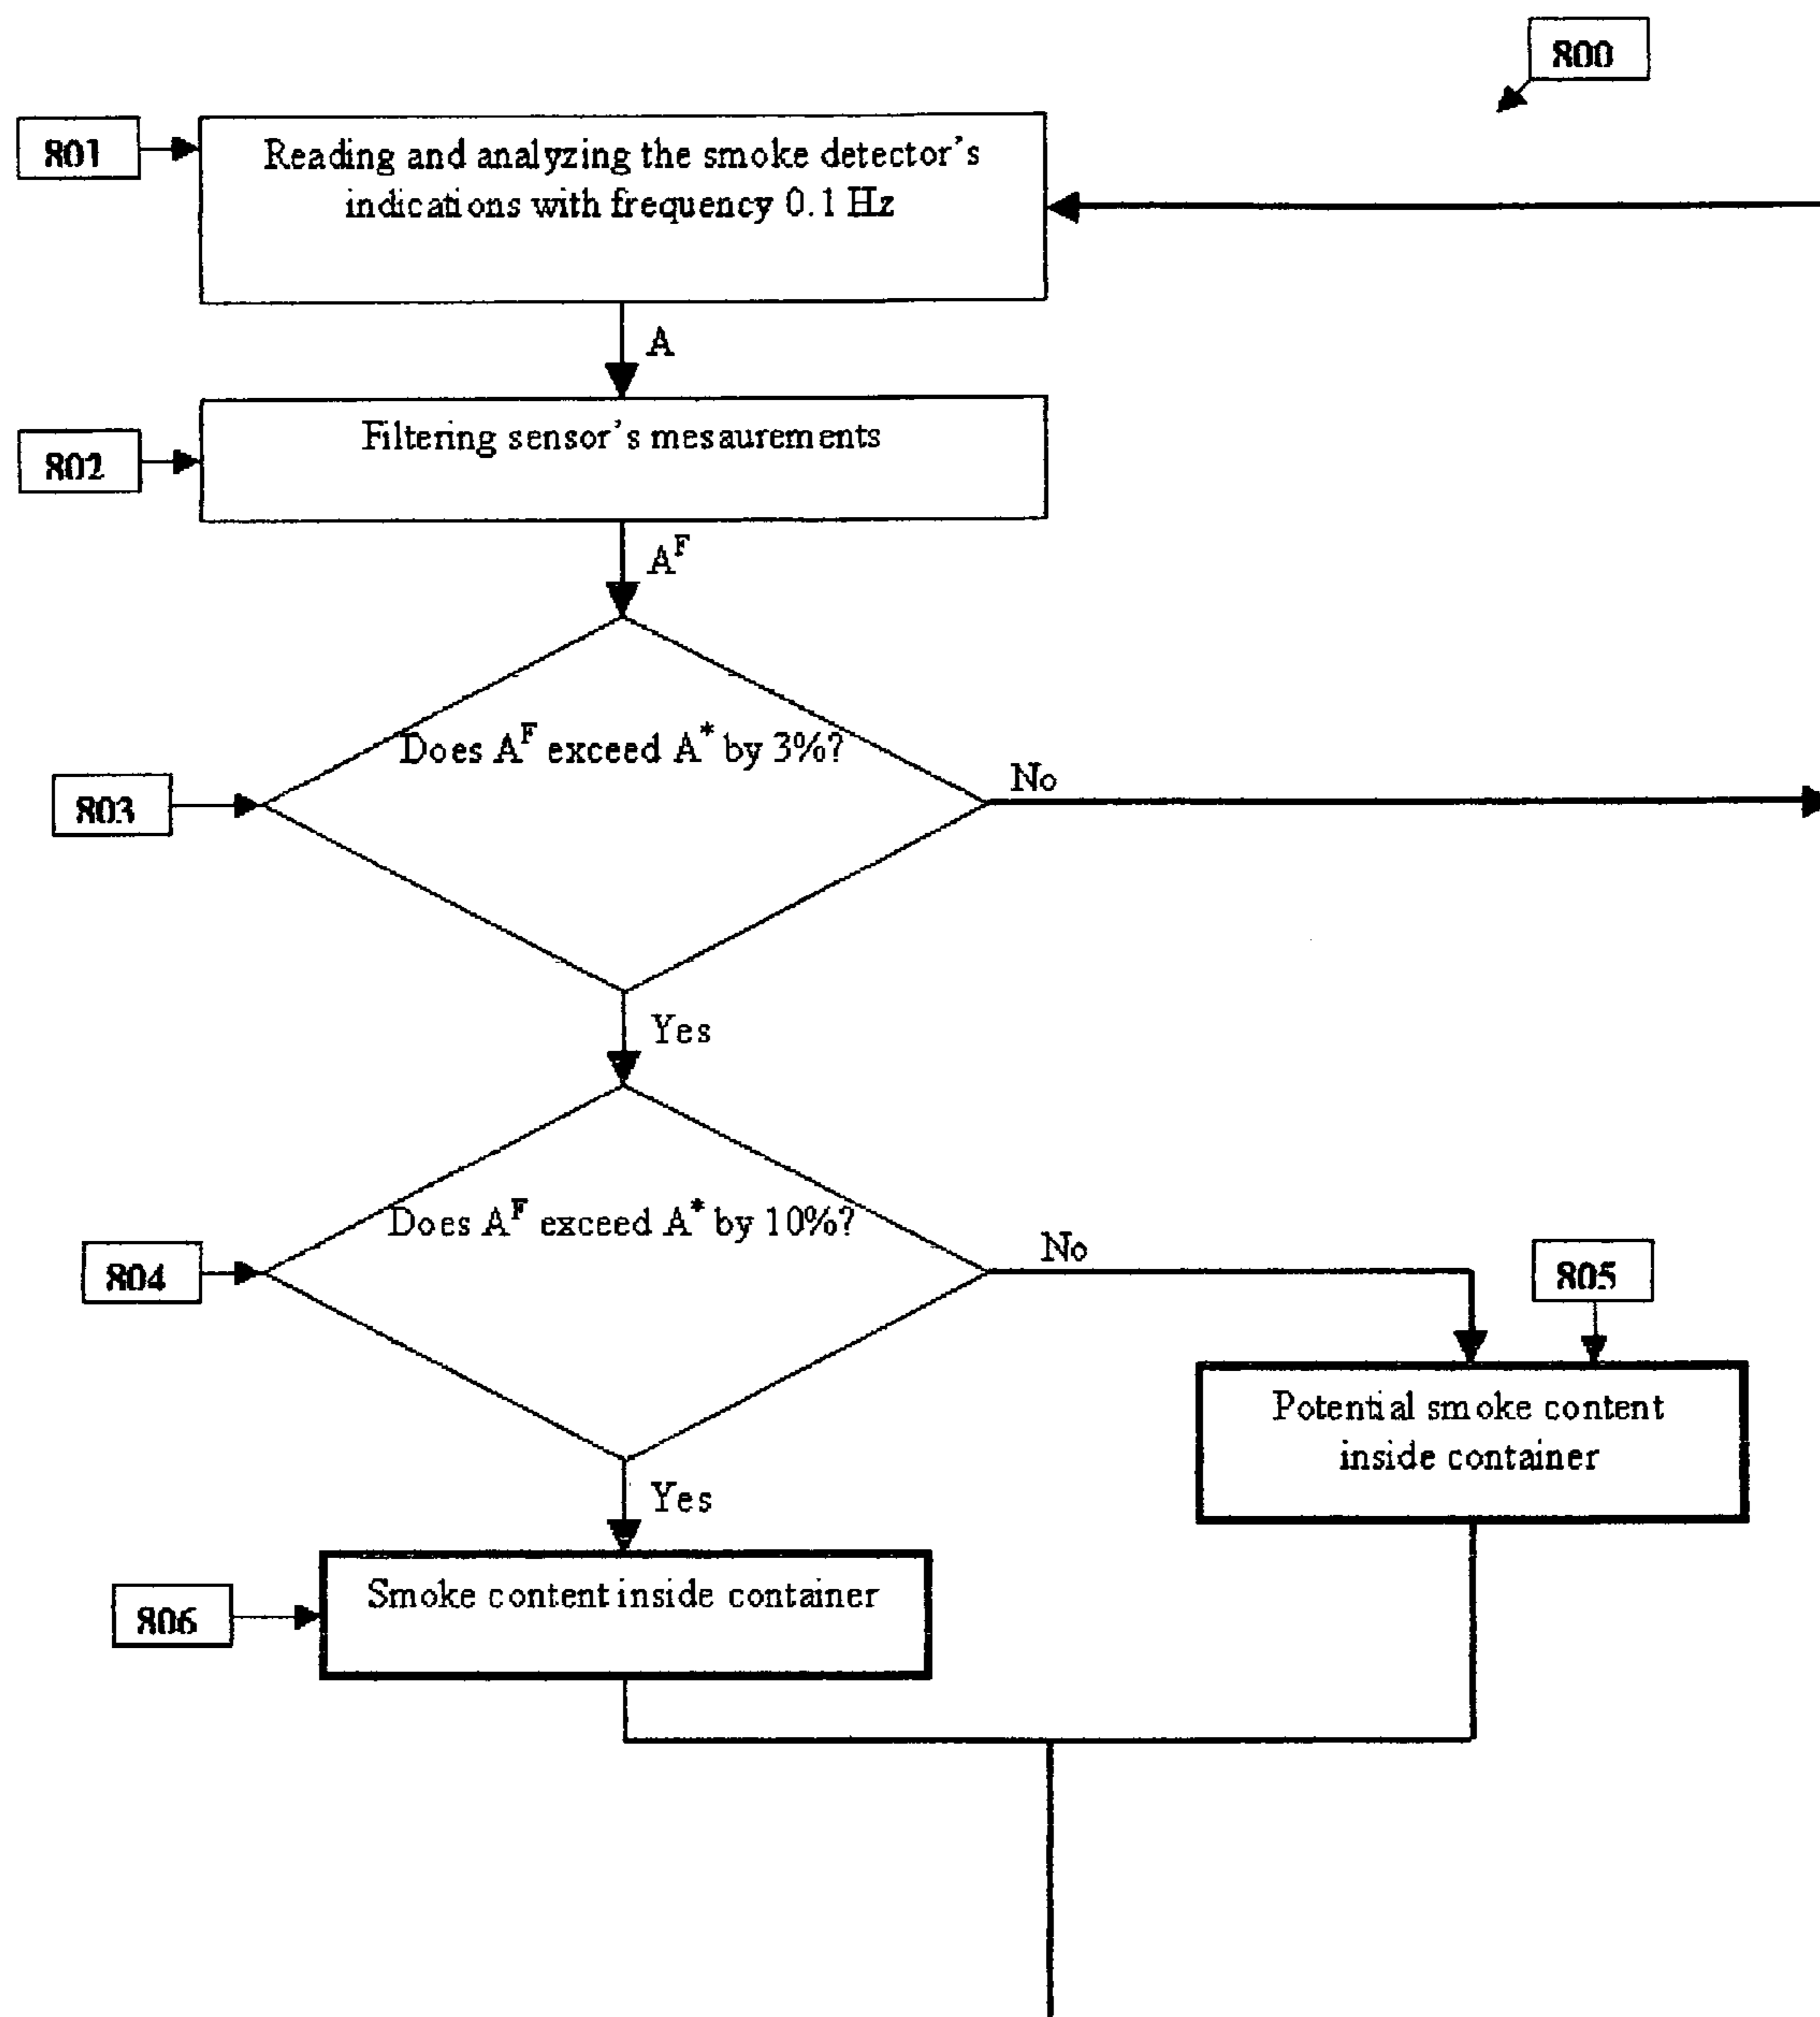 800
801
Reading and analyzing the smoke detector's
indications with frequency 0.1 Hz
A
802
Filtering sensor's mesaurements
A^F
803
Does A^F exceed A* by 3%?
No
Yes
804
Does A^F exceed A* by 10%?
No
805
Potential smoke content
inside container
Yes
806
Smoke content inside container